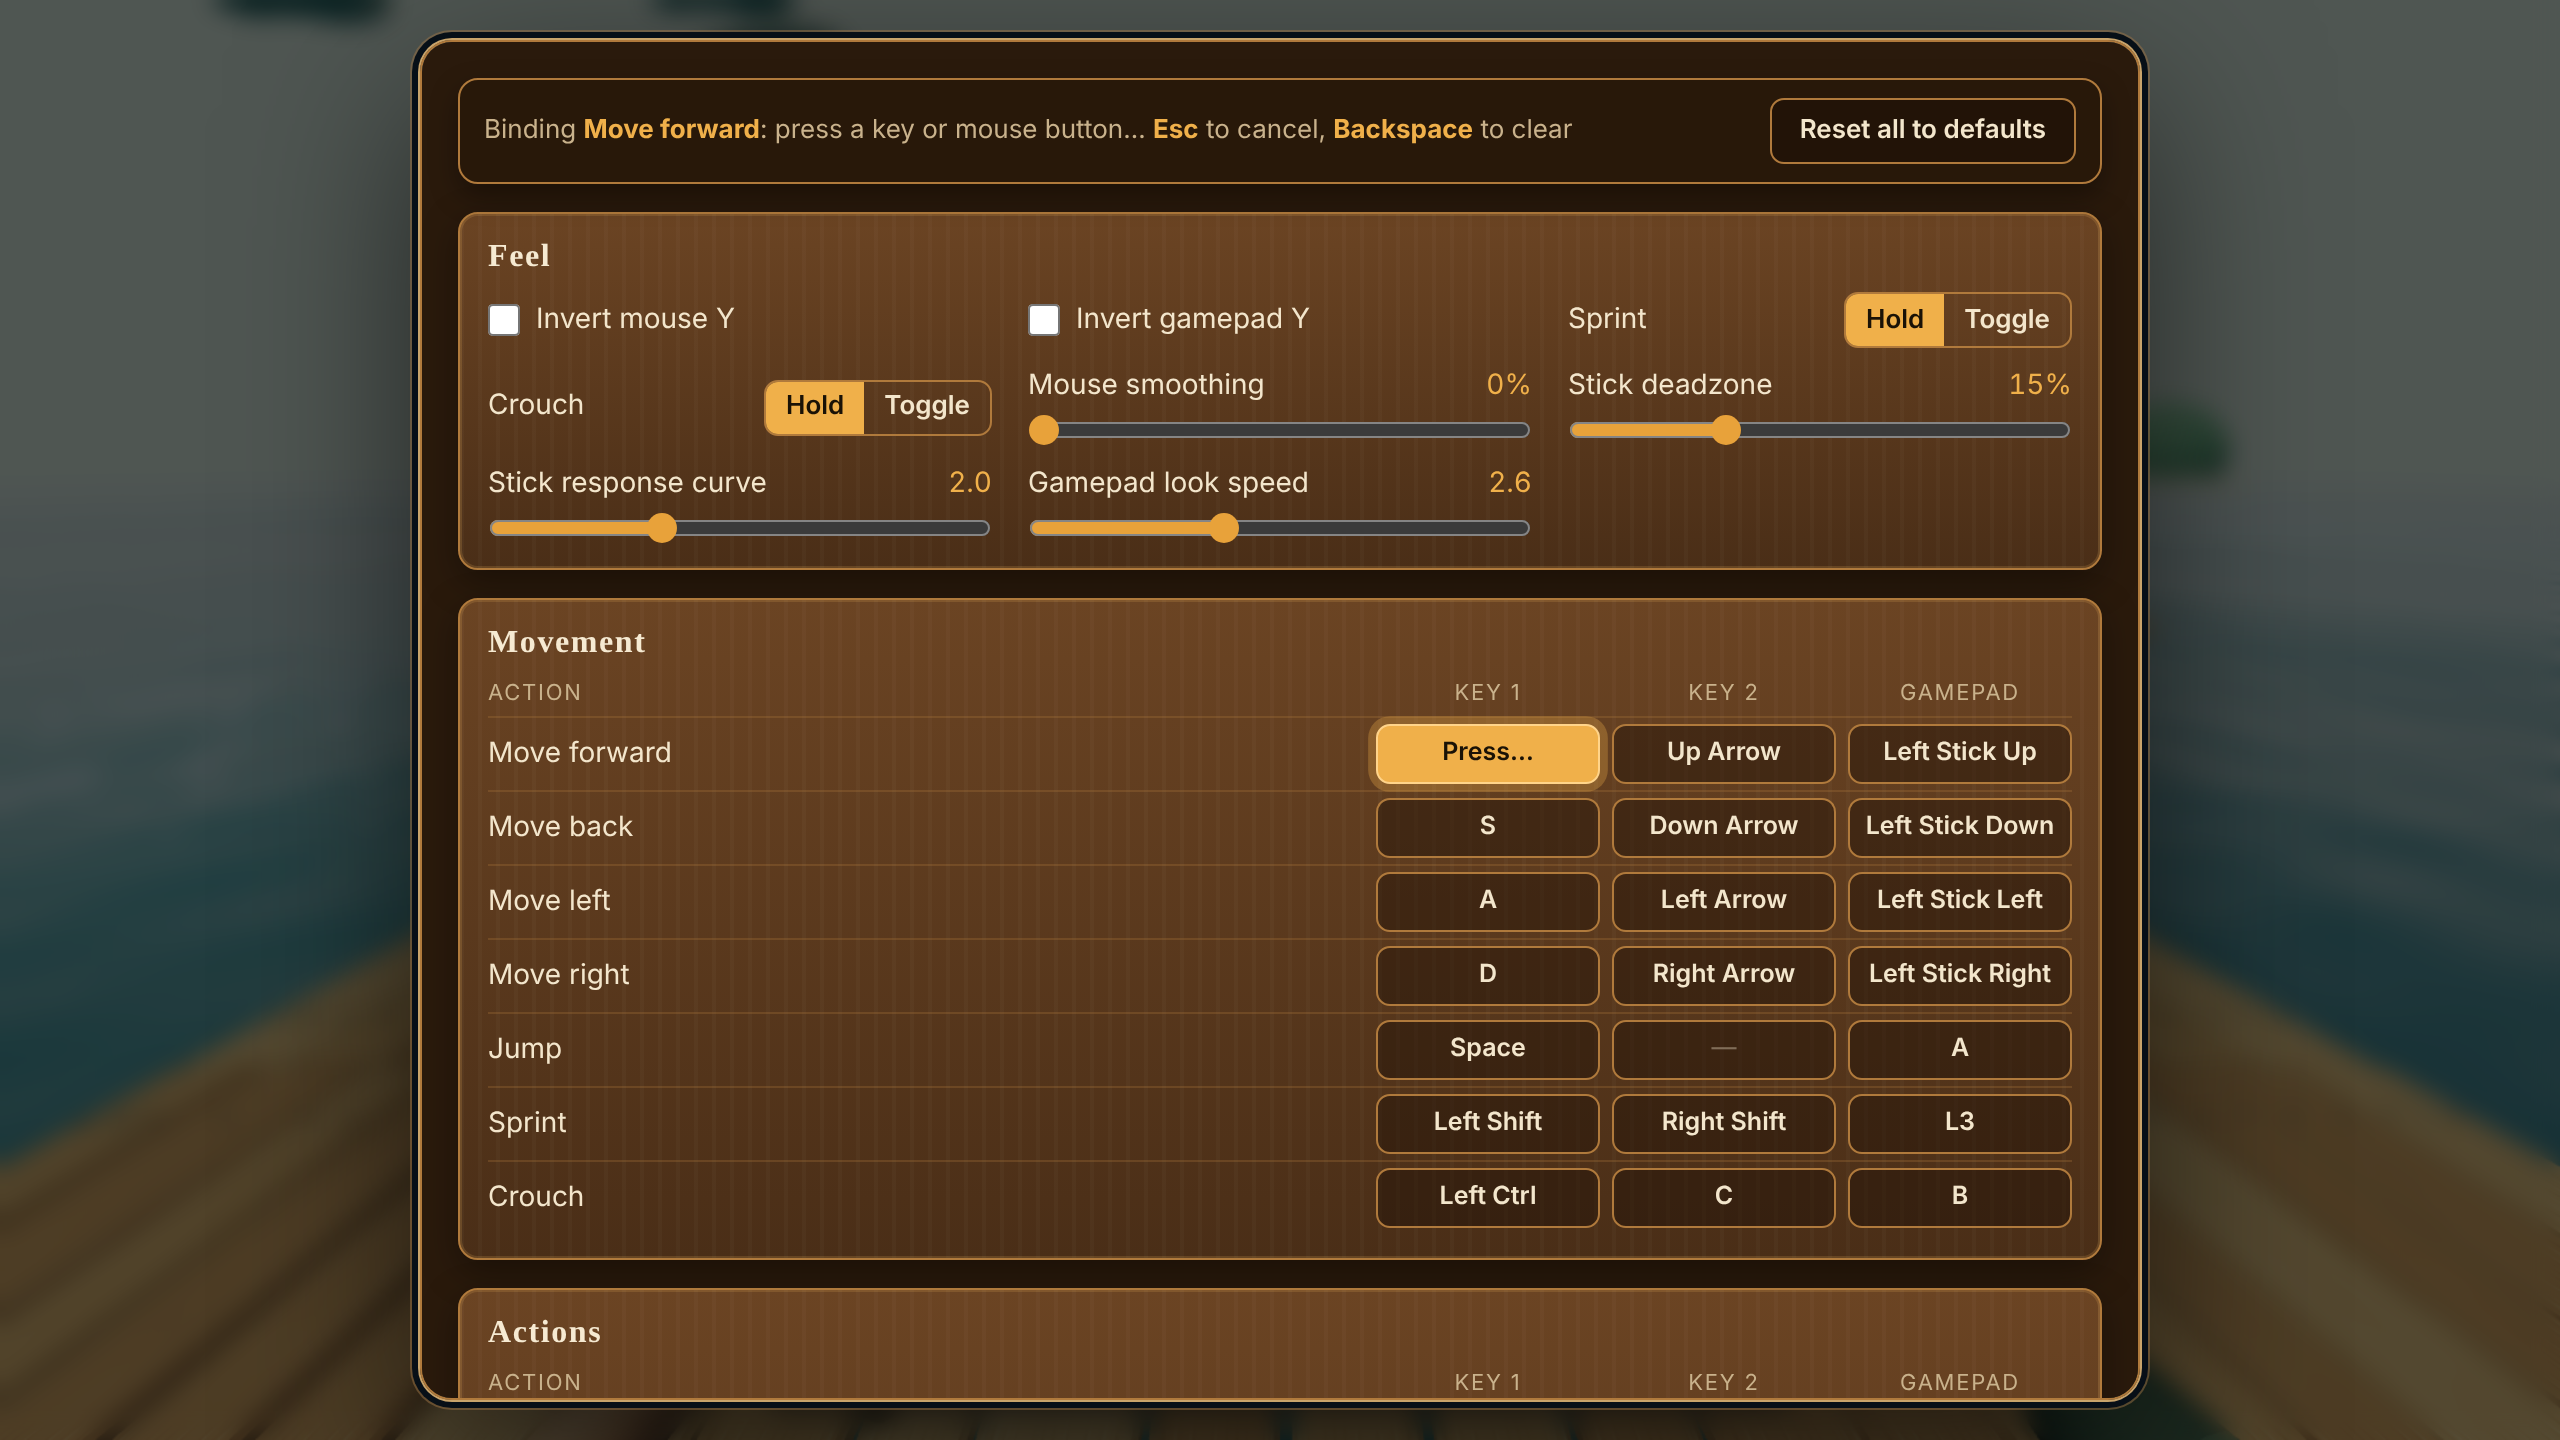 Binding Move forward: press a key or mouse button... Esc to cancel, Backspace to clear
Reset all to defaults
Feel
Invert mouse Y
Invert gamepad Y
Sprint Hold Toggle
Crouch Hold Toggle
Mouse smoothing 0%
Stick deadzone 15%
Stick response curve 2.0
Gamepad look speed 2.6
Movement
ACTION KEY 1 KEY 2 GAMEPAD
Move forward Press... Up Arrow Left Stick Up
Move back S Down Arrow Left Stick Down
Move left A Left Arrow Left Stick Left
Move right D Right Arrow Left Stick Right
Jump Space — A
Sprint Left Shift Right Shift L3
Crouch Left Ctrl C B
Actions
ACTION KEY 1 KEY 2 GAMEPAD